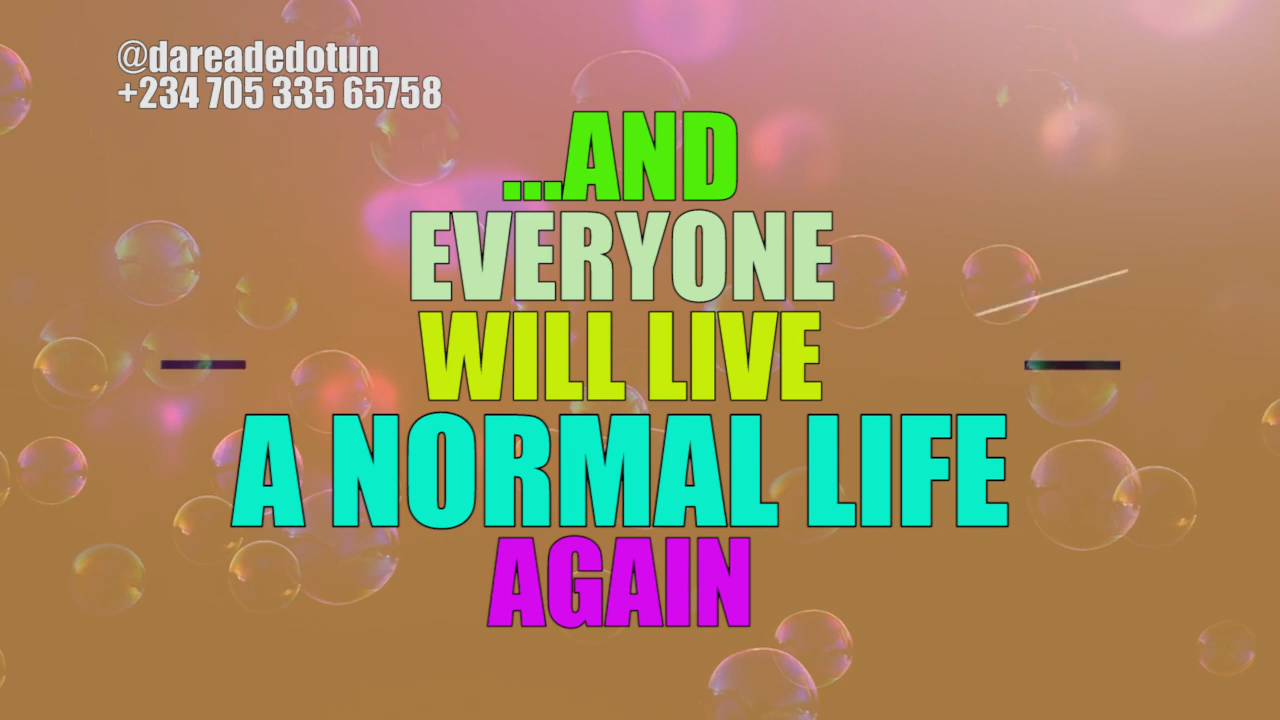 @dareadedotun
+234 705 335 65758
...AND
EVERYONE
WILL LIVE
A NORMAL LIFE
AGAIN